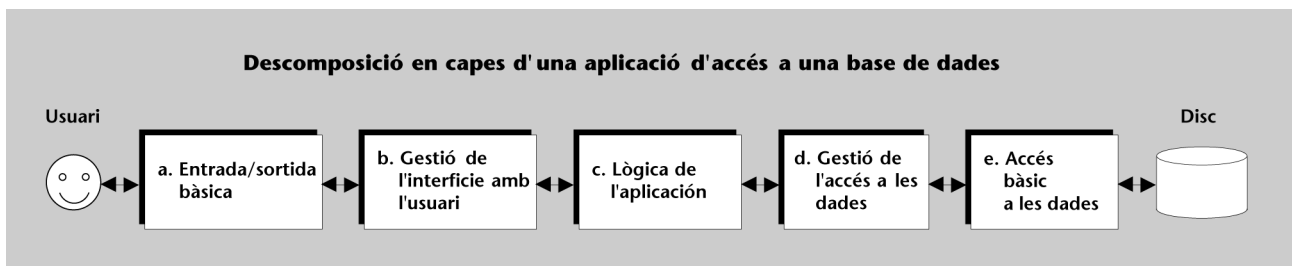 Descomposició en capes d'una aplicació d'accés a una base de dades
Usuari
Disc
a. Entrada/sortida
bàsica
b. Gestió de
l'interficie amb
l'usuari
c. Lògica de
l'aplicación
d. Gestió de
l'accés a les
dades
e. Accés
bàsic
a les dades